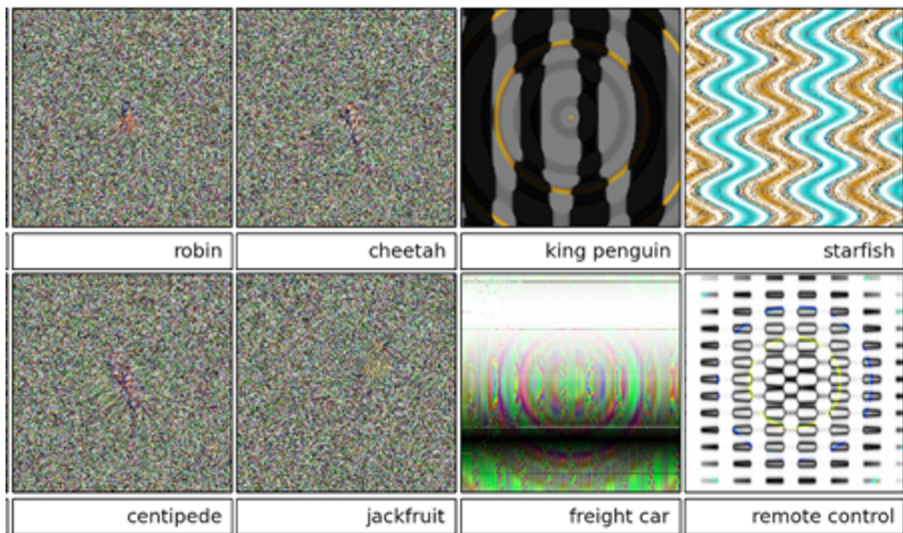 robin
cheetah
king penguin
starfish
centipede
jackfruit
freight car
remote control